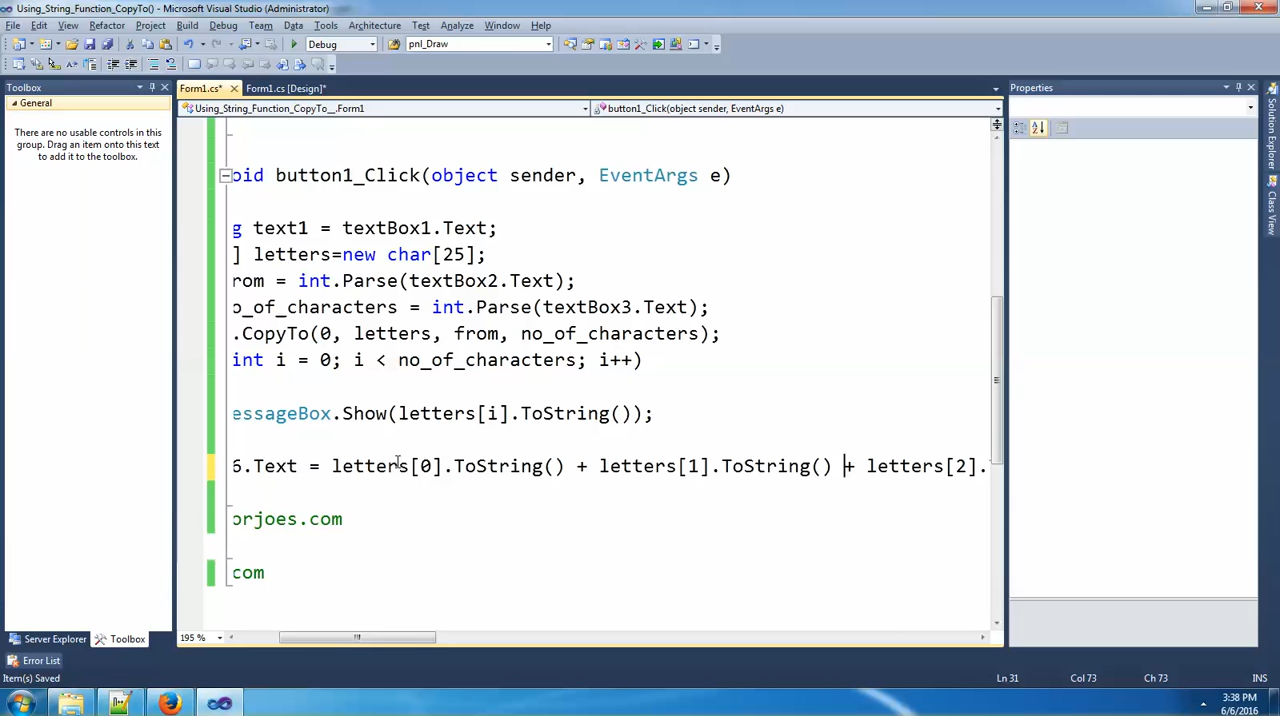 Using_String_Function_CopyTo() - Microsoft Visual Studio (Administrator)
File Edit View Refactor Project Build Debug Team Data Tools Architecture Test Analyze Window Help
Debug pnl_Draw
Toolbox
Form1.cs* Form1.cs [Design]*
Properties
General
Using_String_Function_CopyTo__.Form1 button1_Click(object sender, EventArgs e)
There are no usable controls in this
group. Drag an item onto this text
to add it to the toolbox.
oid button1_Click(object sender, EventArgs e)
g text1 = textBox1.Text;
] letters=new char[25];
rom = int.Parse(textBox2.Text);
o_of_characters = int.Parse(textBox3.Text);
.CopyTo(0, letters, from, no_of_characters);
int i = 0; i < no_of_characters; i++)
essageBox.Show(letters[i].ToString());
6.Text = letters[0].ToString() + letters[1].ToString() + letters[2].
orjoes.com
com
195 %
Solution Explorer
Class View
Server Explorer Toolbox
Error List
Item(s) Saved Ln 31 Col 73 Ch 73 INS
3:38 PM
6/6/2016